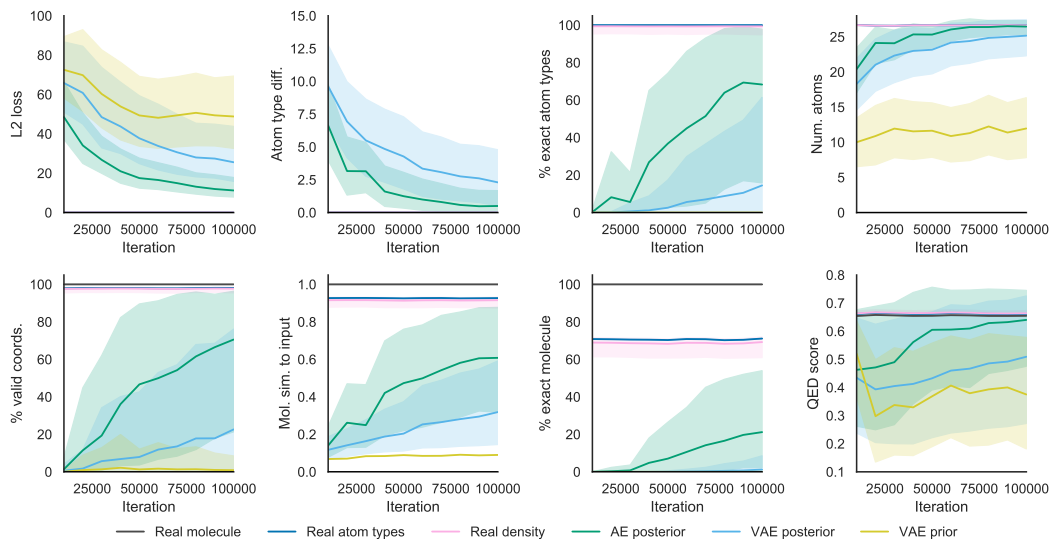 L2 loss
100
80
60
40
20
0
25000 50000 75000 100000
Iteration
Atom type diff.
15.0
12.5
10.0
7.5
5.0
2.5
0.0
25000 50000 75000 100000
Iteration
% exact atom types
100
80
60
40
20
0
25000 50000 75000 100000
Iteration
Num. atoms
25
20
15
10
5
0
25000 50000 75000 100000
Iteration
% valid coords.
100
80
60
40
20
0
25000 50000 75000 100000
Iteration
Mol. sim. to input
1.0
0.8
0.6
0.4
0.2
0.0
25000 50000 75000 100000
Iteration
% exact molecule
100
80
60
40
20
0
25000 50000 75000 100000
Iteration
QED score
0.8
0.7
0.6
0.5
0.4
0.3
0.2
0.1
25000 50000 75000 100000
Iteration
Real molecule Real atom types Real density AE posterior VAE posterior VAE prior